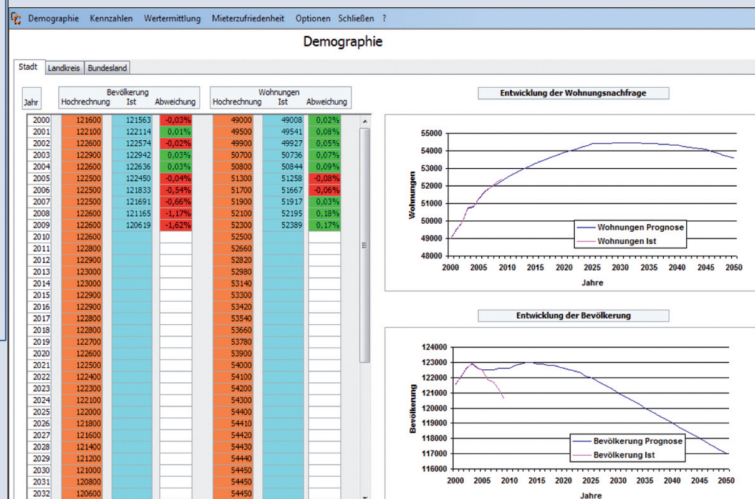 Demographie Kennzahlen Wertermittlung Mieterzufriedenheit Optionen Schließen ?
Demographie
Stadt Landkreis Bundesland
Bevölkerung Wohnungen
Jahr Hochrechnung Ist Abweichung Hochrechnung Ist Abweichung
2000 121600 121563 -0,03% 49000 49008 0,02%
2001 122100 122114 0,01% 49500 49541 0,08%
2002 122600 122574 -0,02% 49900 49927 0,05%
2003 122900 122942 0,03% 50700 50736 0,07%
2004 122600 122636 0,03% 50800 50844 0,09%
2005 122500 122450 -0,04% 51300 51258 -0,08%
2006 122500 121833 -0,54% 51700 51667 -0,06%
2007 122500 121691 -0,66% 51900 51917 0,03%
2008 122600 121165 -1,17% 52100 52195 0,18%
2009 122600 120619 -1,62% 52300 52389 0,17%
2010 122600 52500
2011 122800 52660
2012 122900 52820
2013 123000 52980
2014 123000 53140
2015 122900 53300
2016 122900 53420
2017 122800 53540
2018 122800 53660
2019 122700 53780
2020 122600 53900
2021 122500 54000
2022 122400 54100
2023 122300 54200
2024 122100 54300
2025 122000 54400
2026 121800 54410
2027 121600 54420
2028 121400 54430
2029 121200 54440
2030 121000 54450
2031 120800 54450
2032 120600 54450
Entwicklung der Wohnungsnachfrage
55000
54000
53000
52000
51000
50000
49000
48000
Wohnungen
Wohnungen Prognose
Wohnungen Ist
2000 2005 2010 2015 2020 2025 2030 2035 2040 2045 2050
Jahre
Entwicklung der Bevölkerung
124000
123000
122000
121000
120000
119000
118000
117000
116000
Bevölkerung
Bevölkerung Prognose
Bevölkerung Ist
2000 2005 2010 2015 2020 2025 2030 2035 2040 2045 2050
Jahre